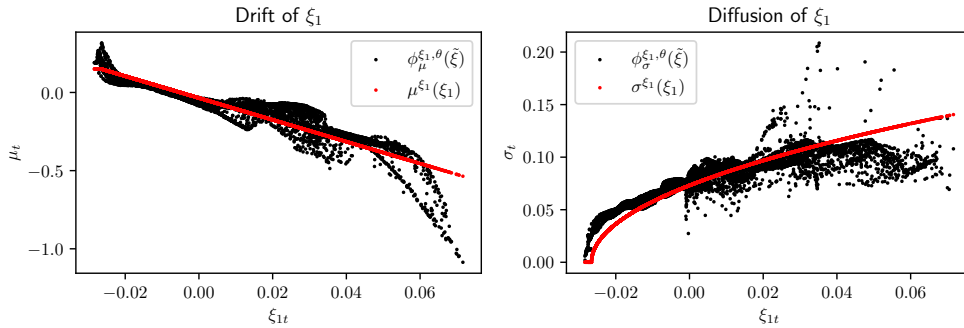 Drift of ξ₁
0.0
−0.5
−1.0
μₜ
ϕ_μ^{ξ₁,θ}(ξ̃)
μ^{ξ₁}(ξ₁)
−0.02 0.00 0.02 0.04 0.06
ξ₁ₜ
Diffusion of ξ₁
0.20
0.15
0.10
0.05
0.00
σₜ
ϕ_σ^{ξ₁,θ}(ξ̃)
σ^{ξ₁}(ξ₁)
−0.02 0.00 0.02 0.04 0.06
ξ₁ₜ